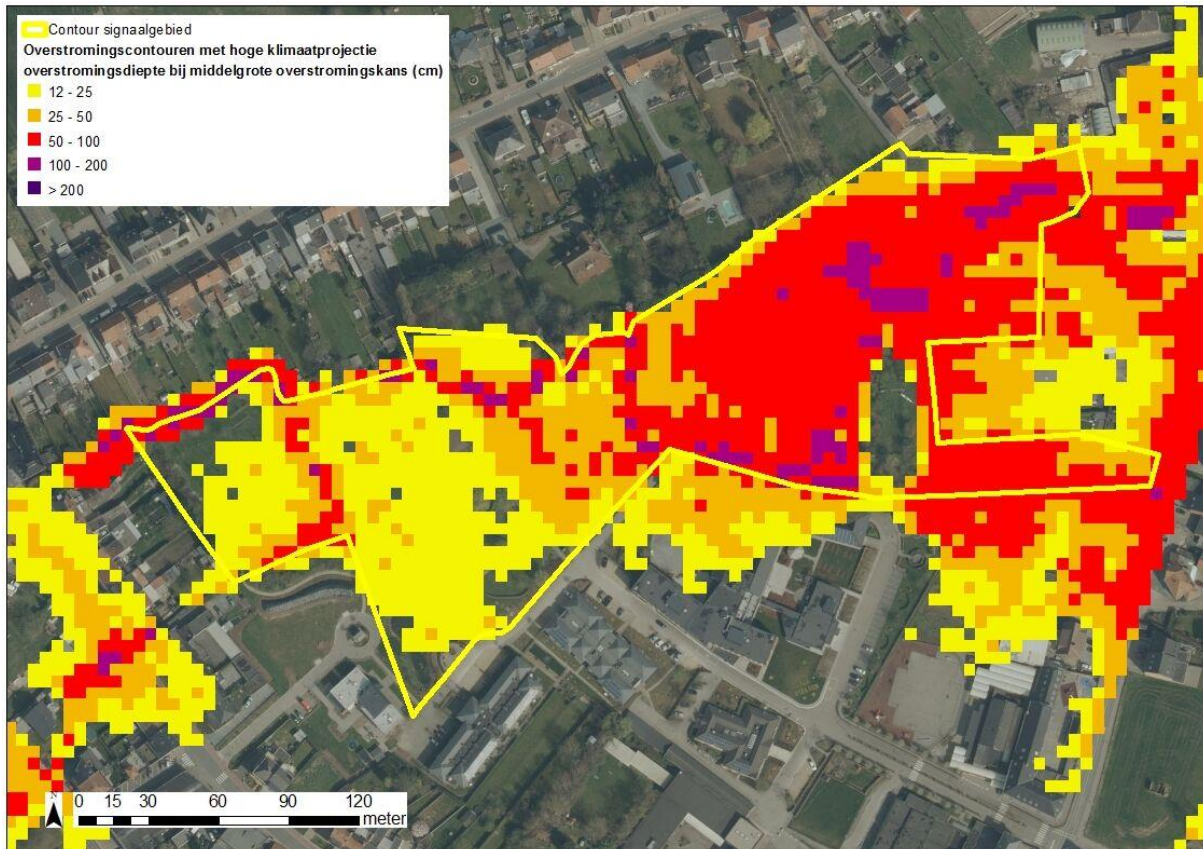 Contour signaalgebied
Overstromingscontouren met hoge klimaatprojectie
overstromingsdiepte bij middelgrote overstromingskans (cm)
12 - 25
25 - 50
50 - 100
100 - 200
> 200
N
0 15 30 60 90 120
meter